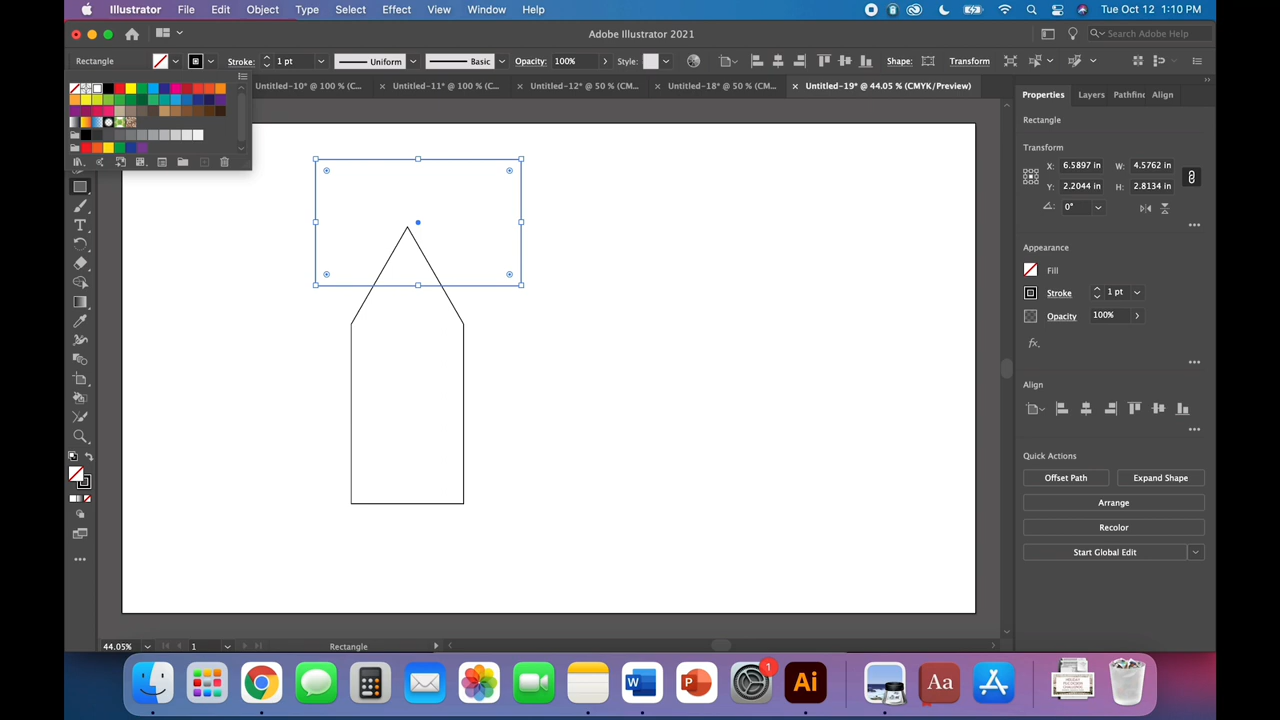 Illustrator File Edit Object Type Select Effect View Window Help Tue Oct 12 1:10 PM
Adobe Illustrator 2021 Search Adobe Help
Rectangle Stroke: 1 pt Uniform Basic Opacity: 100% Style: Shape: Transform
Untitled-10* @ 100 % (C... Untitled-11* @ 100 % (C... Untitled-12* @ 50 % (CM... Untitled-18* @ 50 % (CM... Untitled-19* @ 44.05 % (CMYK/Preview)
Properties Layers Pathfinc Align
Rectangle
Transform
X: 6.5897 in W: 4.5762 in
Y: 2.2044 in H: 2.8134 in
0°
Appearance
Fill
Stroke 1 pt
Opacity 100%
fx.
Align
Quick Actions
Offset Path Expand Shape
Arrange
Recolor
Start Global Edit
44.05% 1 Rectangle
W P 1 Ai Aa